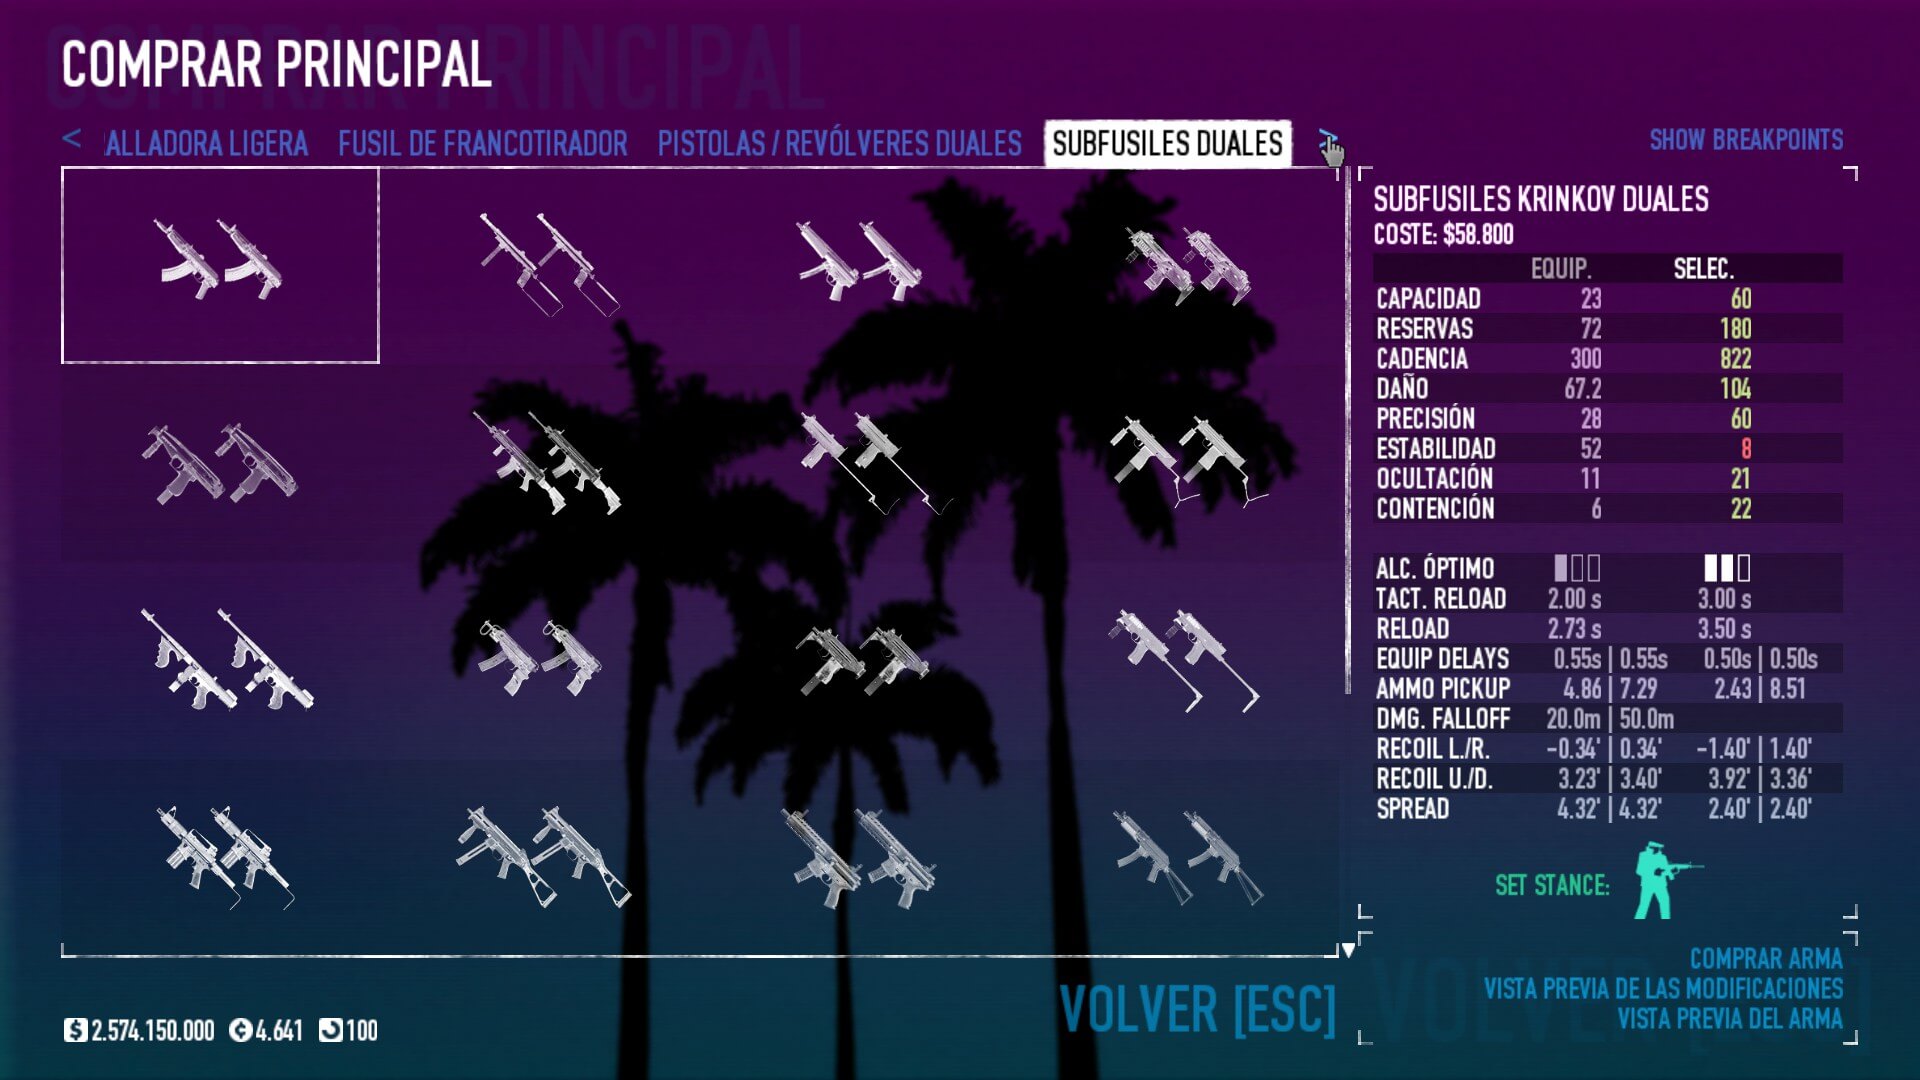 COMPRAR PRINCIPAL
< ALLADORA LIGERA FUSIL DE FRANCOTIRADOR PISTOLAS / REVÓLVERES DUALES SUBFUSILES DUALES >
SHOW BREAKPOINTS
SUBFUSILES KRINKOV DUALES
COSTE: $58.800
EQUIP. SELEC.
CAPACIDAD 23 60
RESERVAS 72 180
CADENCIA 300 822
DAÑO 67.2 104
PRECISIÓN 28 60
ESTABILIDAD 52 8
OCULTACIÓN 11 21
CONTENCIÓN 6 22
ALC. ÓPTIMO
TACT. RELOAD 2.00 s 3.00 s
RELOAD 2.73 s 3.50 s
EQUIP DELAYS 0.55s | 0.55s 0.50s | 0.50s
AMMO PICKUP 4.86 | 7.29 2.43 | 8.51
DMG. FALLOFF 20.0m | 50.0m
RECOIL L./R. -0.34' | 0.34' -1.40' | 1.40'
RECOIL U./D. 3.23' | 3.40' 3.92' | 3.36'
SPREAD 4.32' | 4.32' 2.40' | 2.40'
SET STANCE:
COMPRAR ARMA
VISTA PREVIA DE LAS MODIFICACIONES
VISTA PREVIA DEL ARMA
VOLVER [ESC]
$ 2.574.150.000 4.641 100